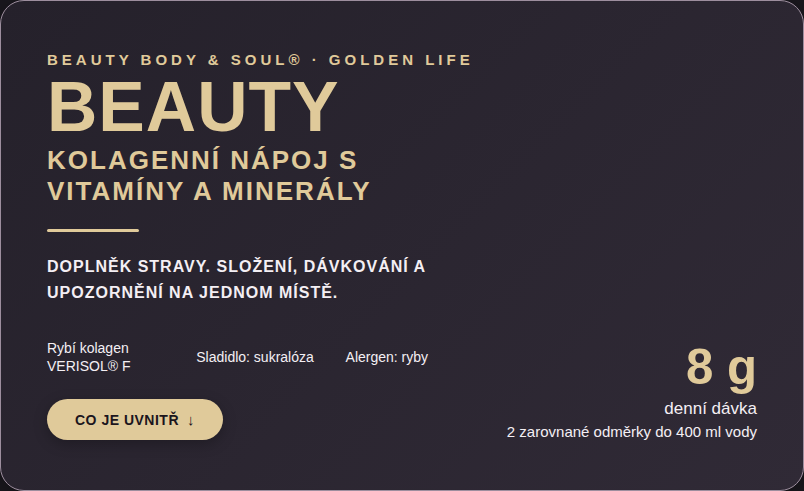 BEAUTY BODY & SOUL® · GOLDEN LIFE
BEAUTY
KOLAGENNÍ NÁPOJ S
VITAMÍNY A MINERÁLY
DOPLNĚK STRAVY. SLOŽENÍ, DÁVKOVÁNÍ A
UPOZORNĚNÍ NA JEDNOM MÍSTĚ.
Rybí kolagen
VERISOL® F
Sladidlo: sukralóza
Alergen: ryby
CO JE UVNITŘ ↓
8 g
denní dávka
2 zarovnané odměrky do 400 ml vody